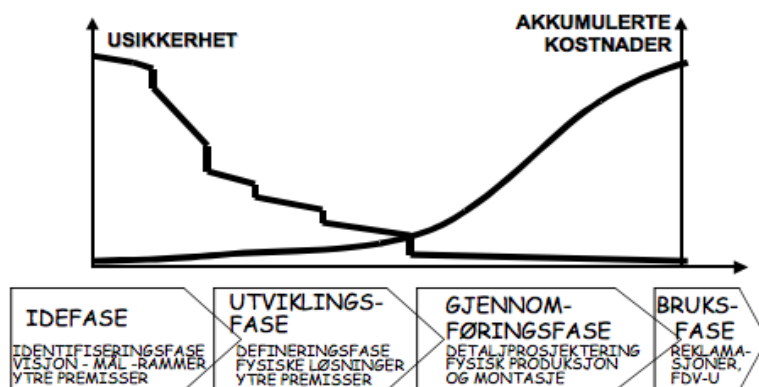 USIKKERHET
AKKUMULERTE
KOSTNADER
IDEFASE
IDENTIFISERINGSFASE
VISJON - MÅL -RAMMER
YTRE PREMISSER
UTVIKLINGS-
FASE
DEFINERINGSFASE
FYSISKE LØSNINGER
YTRE PREMISSER
GJENNOM-
FØRINGSFASE
DETALJPROSJEKTERING
FYSISK PRODUKSJON
OG MONTASJE
BRUKS-
FASE
REKLAMA-
SJONER,
FDV-U